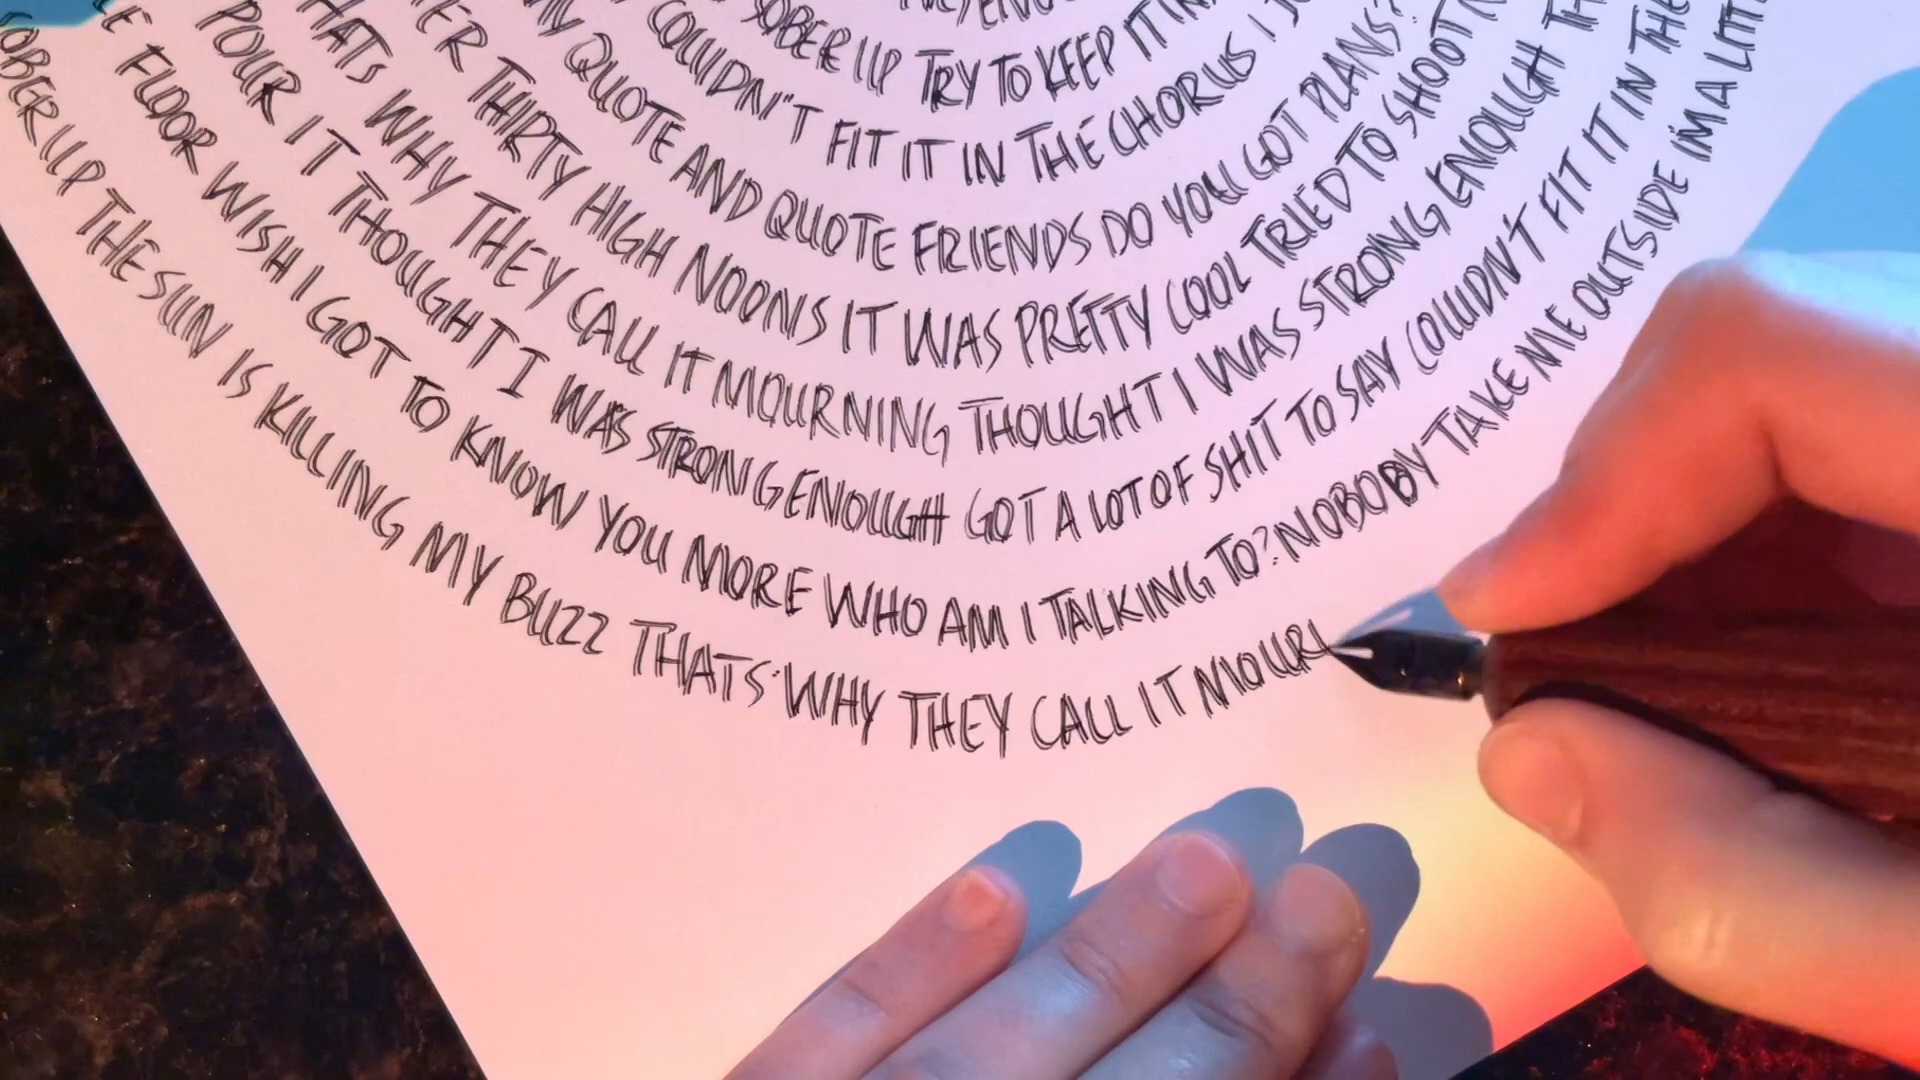 SOBER UP TRY TO KEEP IT
COULDN'T FIT IT IN THE CHORUS I
MY QUOTE AND QUOTE FRIENDS DO YOU GOT PLANS?
THIRTY HIGH NOONS IT WAS PRETTY COOL TRIED TO SHOOT
THATS WHY THEY CALL IT MOURNING THOUGHT I WAS STRONG ENOUGH
POUR IT THOUGHT I WAS STRONG ENOUGH GOT A LOT OF SHIT TO SAY COULDN'T FIT IT IN THE
FLOOR WISH I GOT TO KNOW YOU MORE WHO AM I TALKING TO? NOBODY TAKE ME OUTSIDE IM A
SOBER UP THE SUN IS KILLING MY BUZZ THATS WHY THEY CALL IT MOUR